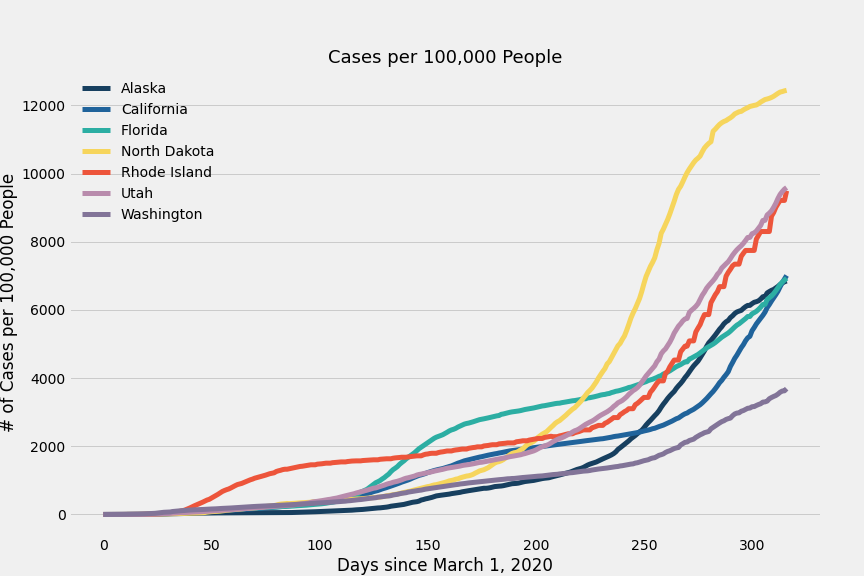 Cases per 100,000 People
# of Cases per 100,000 People
12000
10000
8000
6000
4000
2000
0
Alaska
California
Florida
North Dakota
Rhode Island
Utah
Washington
0 50 100 150 200 250 300
Days since March 1, 2020